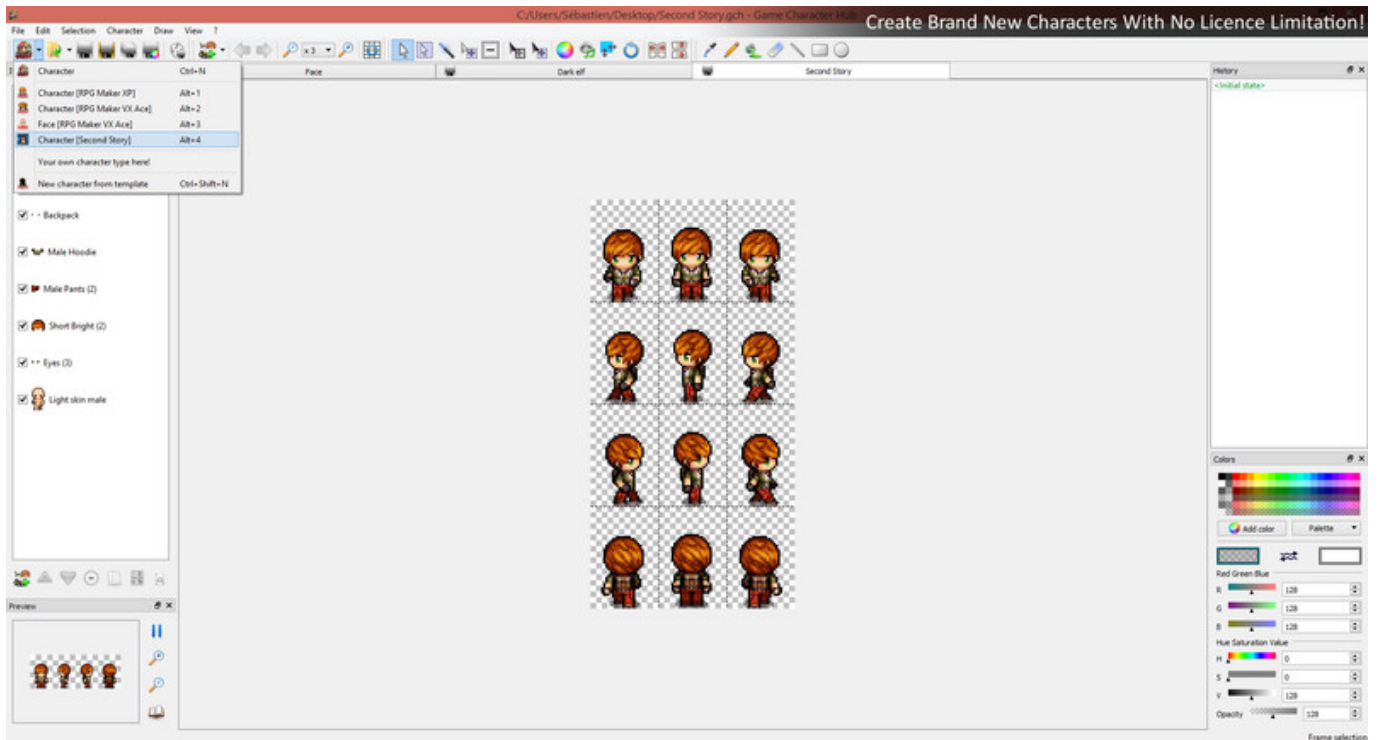 C:/Users/Sébastien/Desktop/Second Story.gch - Game Character Hub
Create Brand New Characters With No Licence Limitation!
File Edit Selection Character Draw View ?
x3
Character Ctrl+N
Character [RPG Maker XP] Alt+1
Character [RPG Maker VX Ace] Alt+2
Face [RPG Maker VX Ace] Alt+3
Character [Second Story] Alt+4
Your own character type here!
New character from template Ctrl+Shift+N
Face
Dark elf
Second Story
Backpack
Male Hoodie
Male Pants (2)
Short Bright (2)
Eyes (3)
Light skin male
Preview
History
<Initial state>
Colors
Add color
Palette
Red Green Blue
R 128
G 128
B 128
Hue Saturation Value
H 0
S 0
V 128
Opacity 128
Frame selection